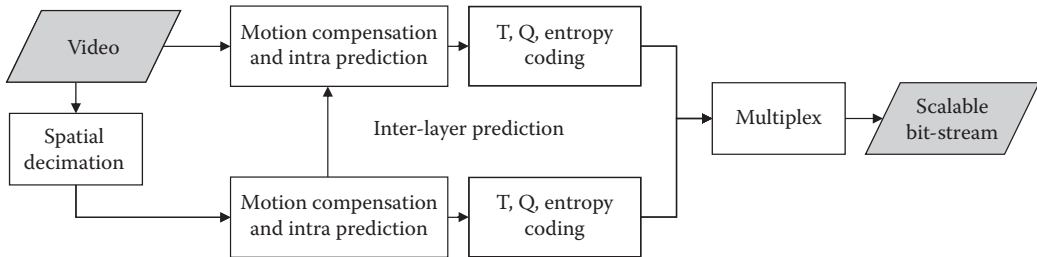 Video
Motion compensation
and intra prediction
T, Q, entropy
coding
Spatial
decimation
Inter-layer prediction
Multiplex
Scalable
bit-stream
Motion compensation
and intra prediction
T, Q, entropy
coding